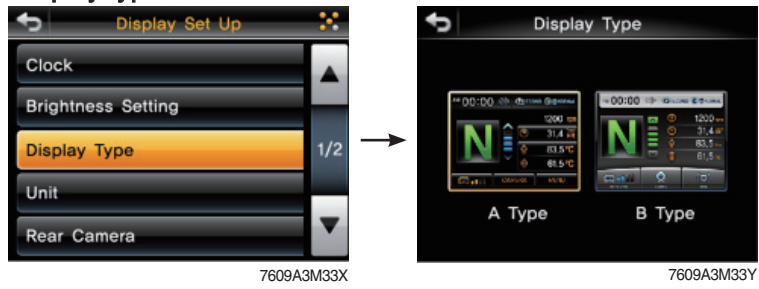 Display Set Up
Clock
Brightness Setting
Display Type
1/2
Unit
Rear Camera
7609A3M33X
Display Type
00:00
1200
31,4
83,5℃
61,5℃
N
MENU
A Type
00:00
1200
31,4
83,5
61,5
N
B Type
7609A3M33Y